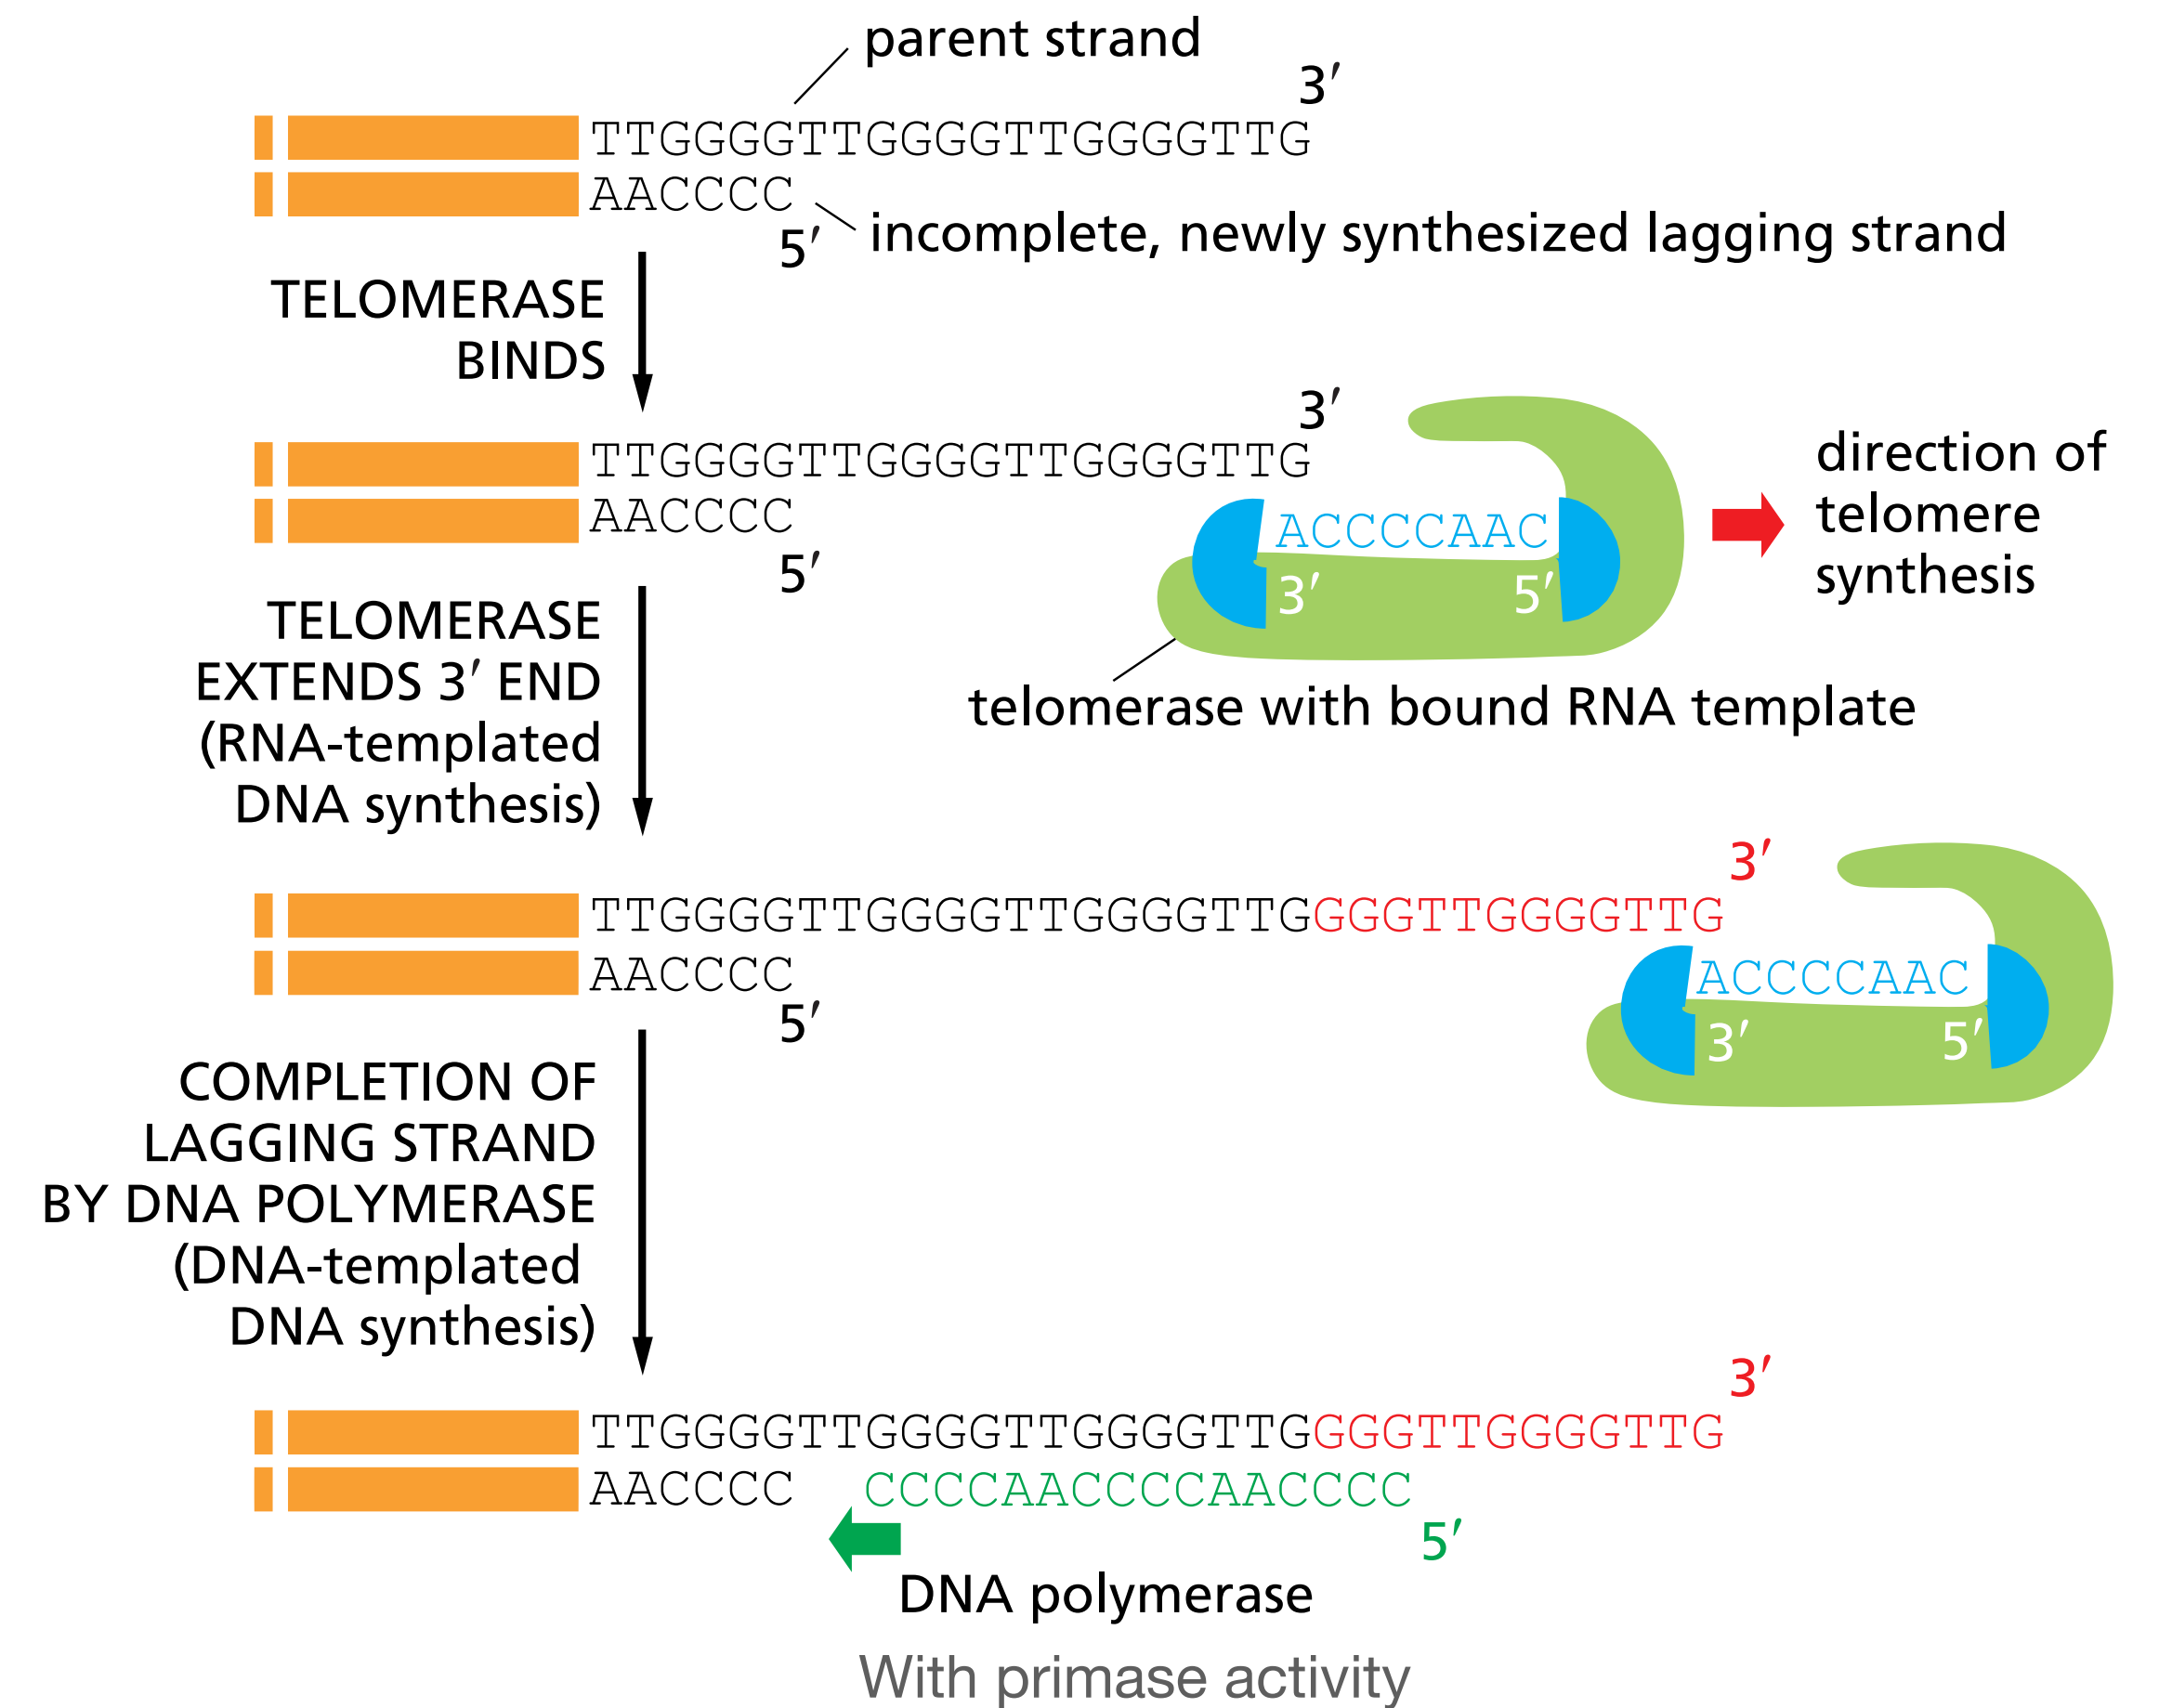 parent strand
3′
TTGGGGTTGGGGTTGGGGTTG
AACCCC
5′
incomplete, newly synthesized lagging strand
TELOMERASE
BINDS
3′
TTGGGGTTGGGGTTGGGGTTG
AACCCC
5′
ACCCCAAC
3′ 5′
direction of
telomere
synthesis
telomerase with bound RNA template
TELOMERASE
EXTENDS 3′ END
(RNA-templated
DNA synthesis)
3′
TTGGGGTTGGGGTTGGGGTTGGGGTTGGGGTTG
AACCCC
5′
ACCCCAAC
3′ 5′
COMPLETION OF
LAGGING STRAND
BY DNA POLYMERASE
(DNA-templated
DNA synthesis)
3′
TTGGGGTTGGGGTTGGGGTTGGGGTTGGGGTTG
AACCCC CCCCAACCCCAACCCC
5′
DNA polymerase
With primase activity